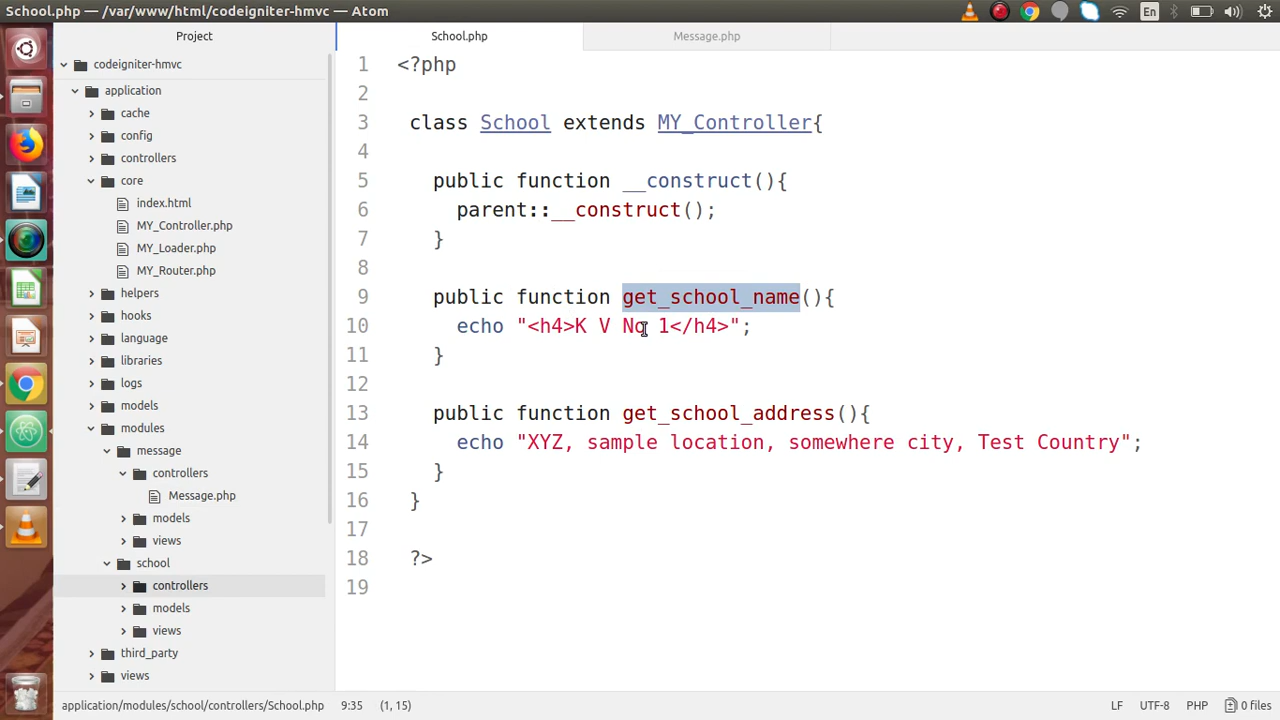 School.php — /var/www/html/codeigniter-hmvc — Atom
En
Project
codeigniter-hmvc
application
cache
config
controllers
core
index.html
MY_Controller.php
MY_Loader.php
MY_Router.php
helpers
hooks
language
libraries
logs
models
modules
message
controllers
Message.php
models
views
school
controllers
models
views
third_party
views
School.php
Message.php
1 <?php
2
3 class School extends MY_Controller{
4
5 public function __construct(){
6 parent::__construct();
7 }
8
9 public function get_school_name(){
10 echo "<h4>K V No 1</h4>";
11 }
12
13 public function get_school_address(){
14 echo "XYZ, sample location, somewhere city, Test Country";
15 }
16 }
17
18 ?>
19
application/modules/school/controllers/School.php 9:35 (1, 15) LF UTF-8 PHP 0 files